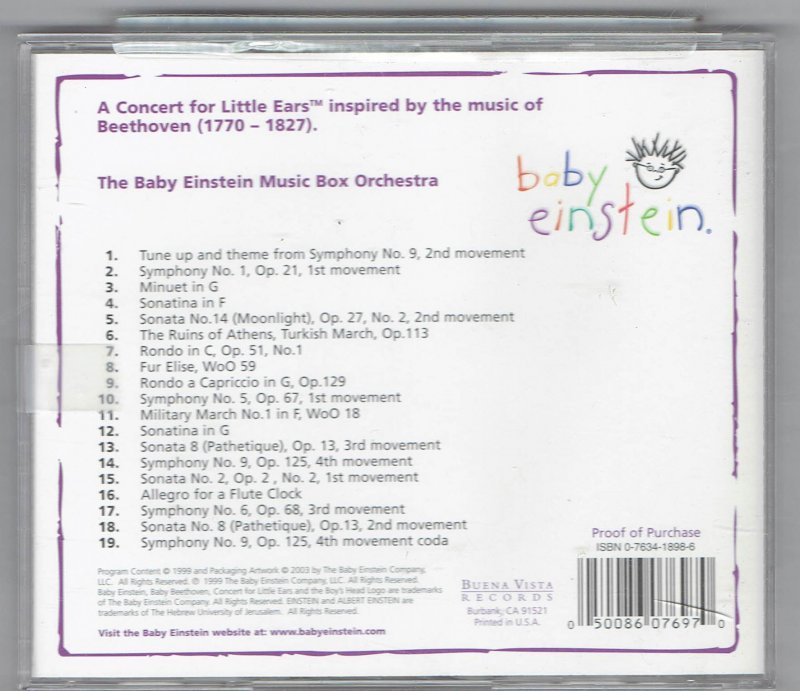 A Concert for Little Ears™ inspired by the music of
Beethoven (1770 – 1827).
The Baby Einstein Music Box Orchestra
baby
einstein.
1. Tune up and theme from Symphony No. 9, 2nd movement
2. Symphony No. 1, Op. 21, 1st movement
3. Minuet in G
4. Sonatina in F
5. Sonata No.14 (Moonlight), Op. 27, No. 2, 2nd movement
6. The Ruins of Athens, Turkish March, Op.113
7. Rondo in C, Op. 51, No.1
8. Fur Elise, WoO 59
9. Rondo a Capriccio in G, Op.129
10. Symphony No. 5, Op. 67, 1st movement
11. Military March No.1 in F, WoO 18
12. Sonatina in G
13. Sonata 8 (Pathetique), Op. 13, 3rd movement
14. Symphony No. 9, Op. 125, 4th movement
15. Sonata No. 2, Op. 2 , No. 2, 1st movement
16. Allegro for a Flute Clock
17. Symphony No. 6, Op. 68, 3rd movement
18. Sonata No. 8 (Pathetique), Op.13, 2nd movement
19. Symphony No. 9, Op. 125, 4th movement coda
Program Content © 1999 and Packaging Artwork © 2003 by The Baby Einstein Company,
LLC. All Rights Reserved. ℗ 1999 The Baby Einstein Company, LLC. All Rights Reserved.
Baby Einstein, Baby Beethoven, Concert for Little Ears and the Boy's Head Logo are trademarks
of The Baby Einstein Company. All Rights Reserved. EINSTEIN and ALBERT EINSTEIN are
trademarks of The Hebrew University of Jerusalem. All Rights Reserved.
Visit the Baby Einstein website at: www.babyeinstein.com
BUENA VISTA
RECORDS
Burbank, CA 91521
Printed in U.S.A.
Proof of Purchase
ISBN 0-7634-1898-6
0 50086 07697 0